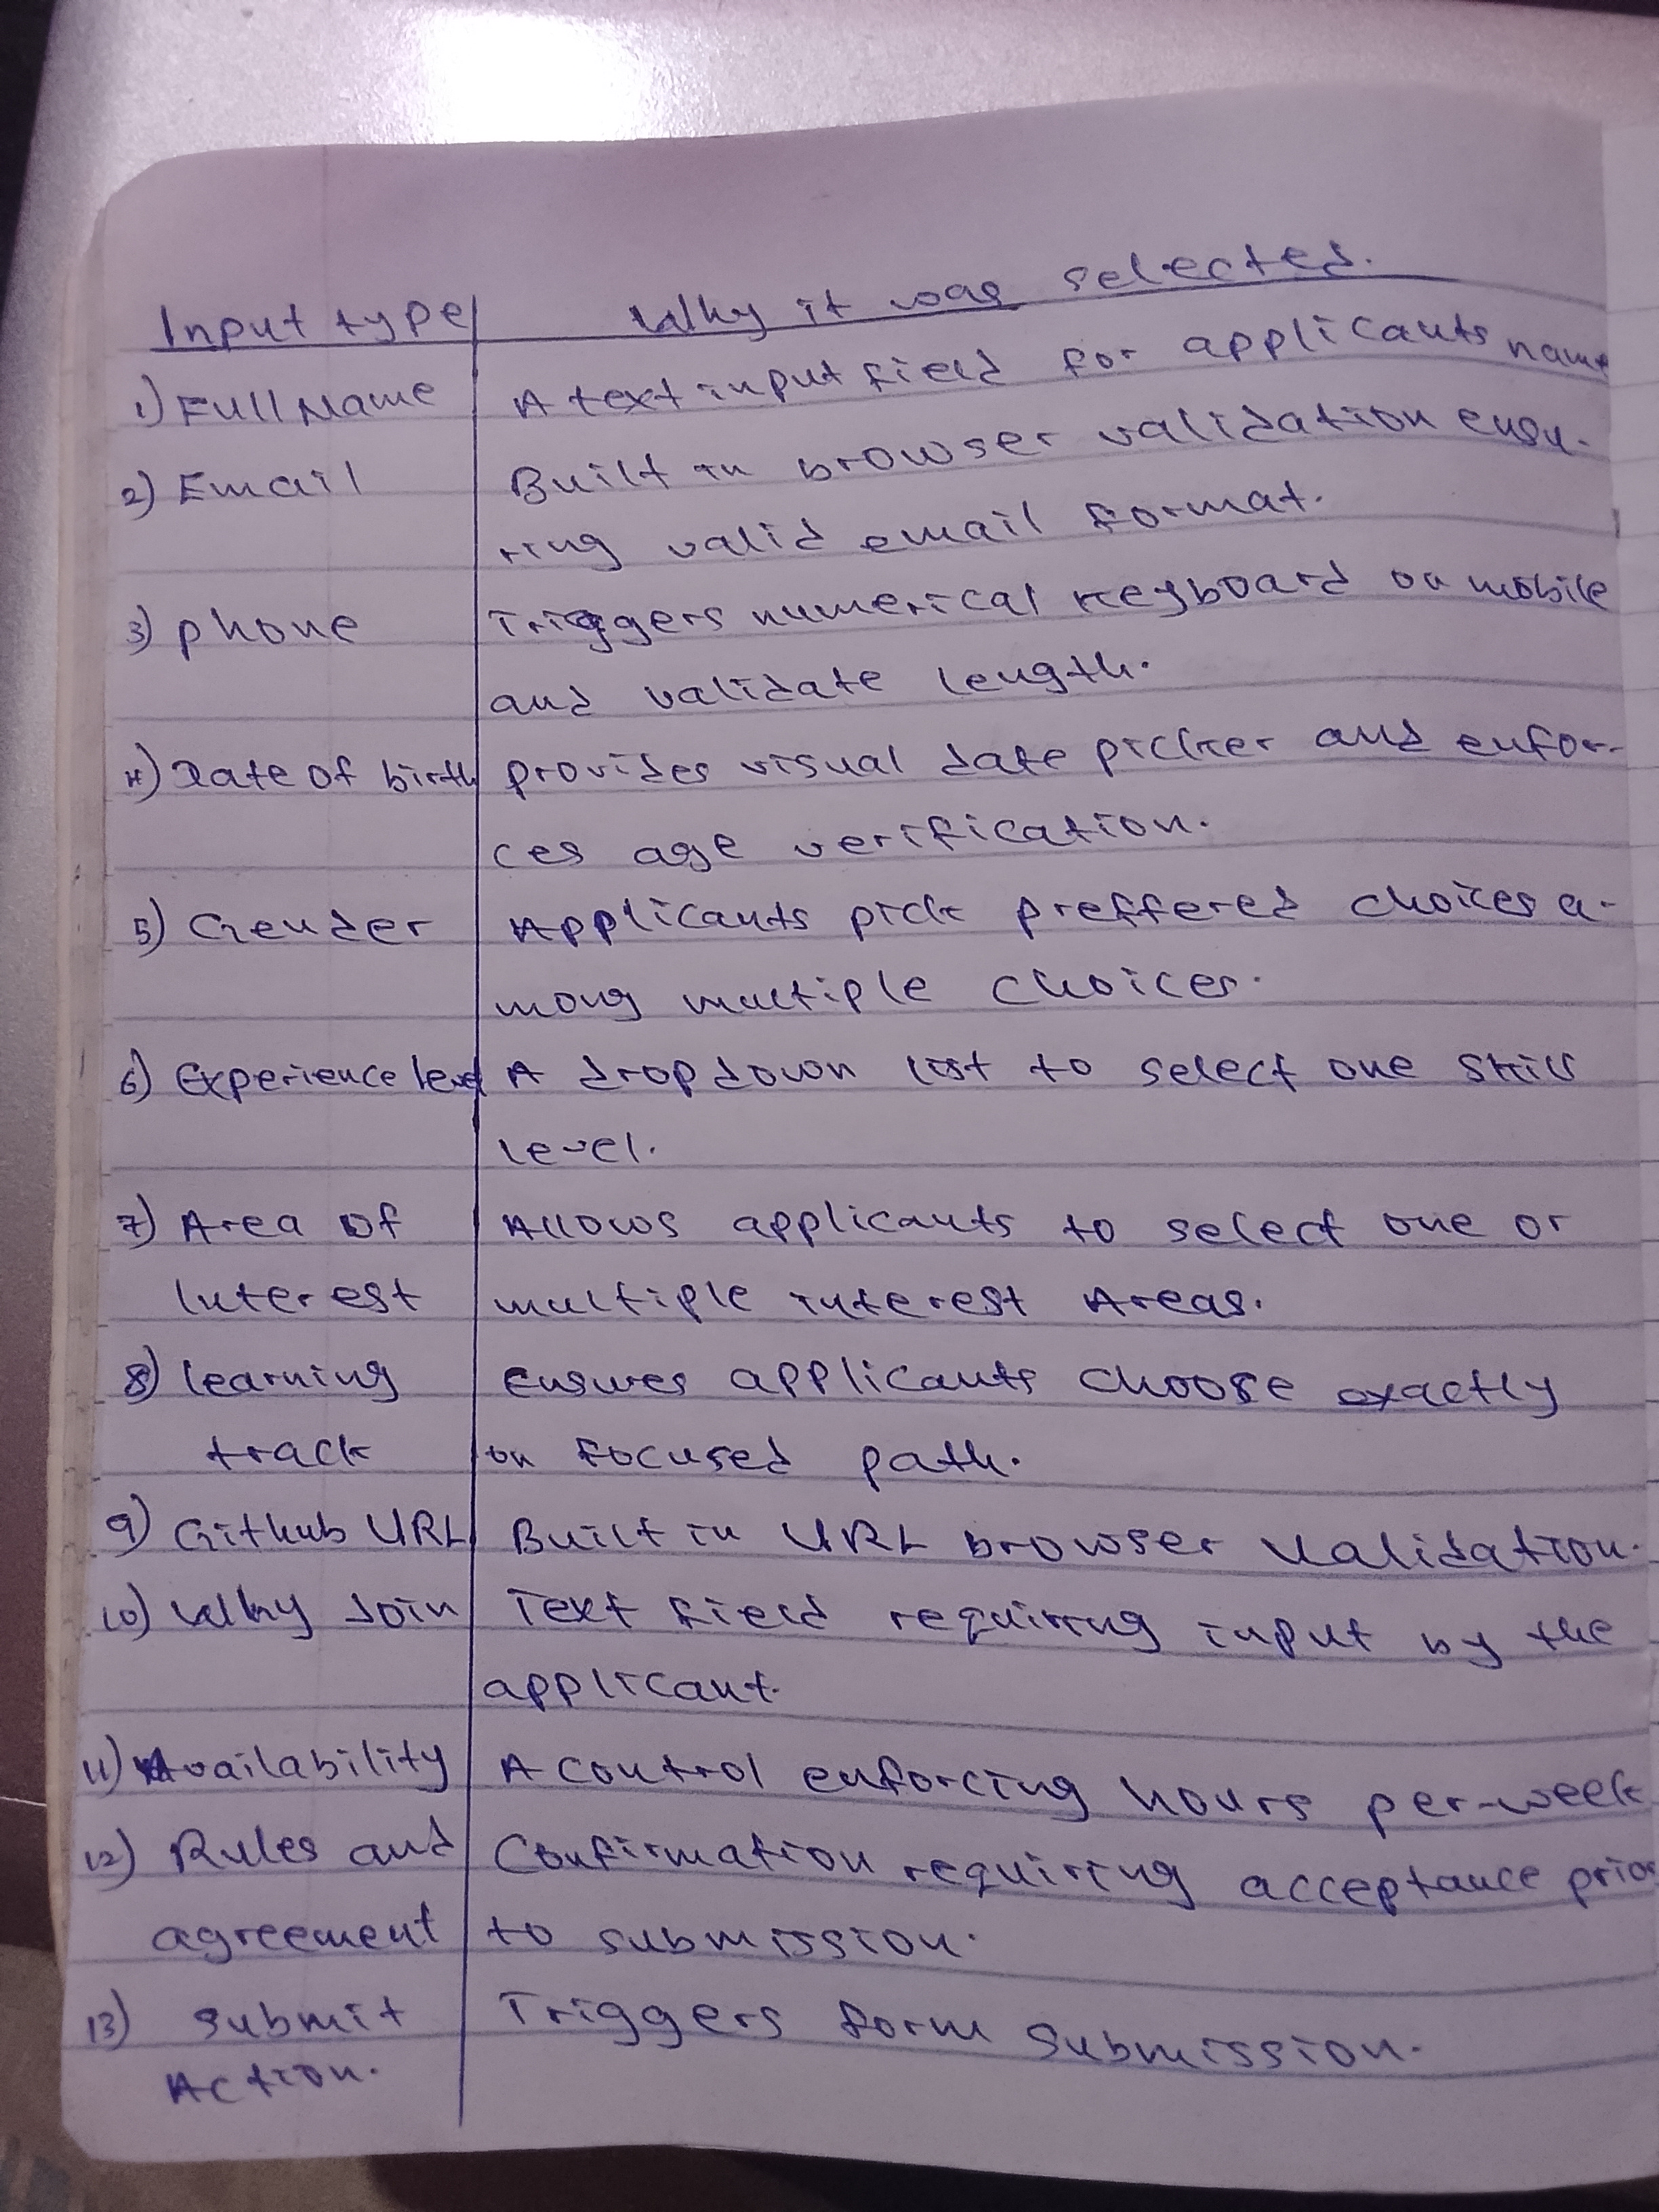 Input type Why it was selected.
1) Full Name A text input field for applicants name
2) Email Built in browser validation ensu-
ring valid email format.
3) phone Triggers numerical keyboard on mobile
and validate length.
4) Date of birth provides visual date picker and enfor-
ces age verification.
5) Gender Applicants pick preffered choices a-
mong multiple choices.
6) Experience level A dropdown list to select one skill
level.
7) Area of Allows applicants to select one or
Interest multiple interest Areas.
8) learning Ensures applicants choose exactly
track on focused path.
9) Github URL Built in URL browser validation.
10) Why Join Text field requiring input by the
applicant.
11) Availability A control enforcing hours per-week
12) Rules and Confirmation requiring acceptance prior
agreement to submission.
13) Submit Triggers form submission.
Action.